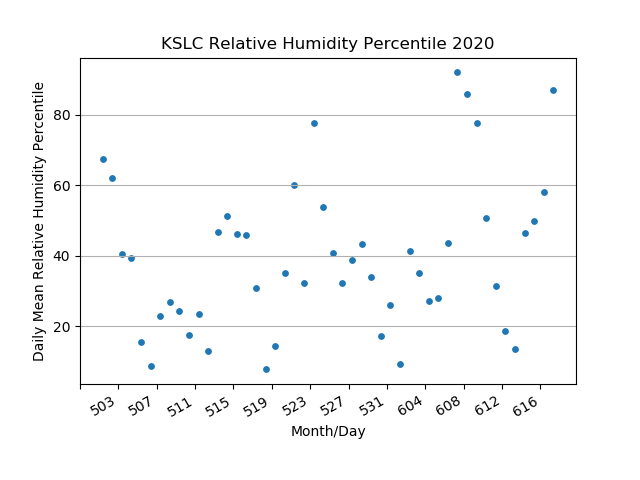 KSLC Relative Humidity Percentile 2020
Daily Mean Relative Humidity Percentile
80
60
40
20
503 507 511 515 519 523 527 531 604 608 612 616
Month/Day